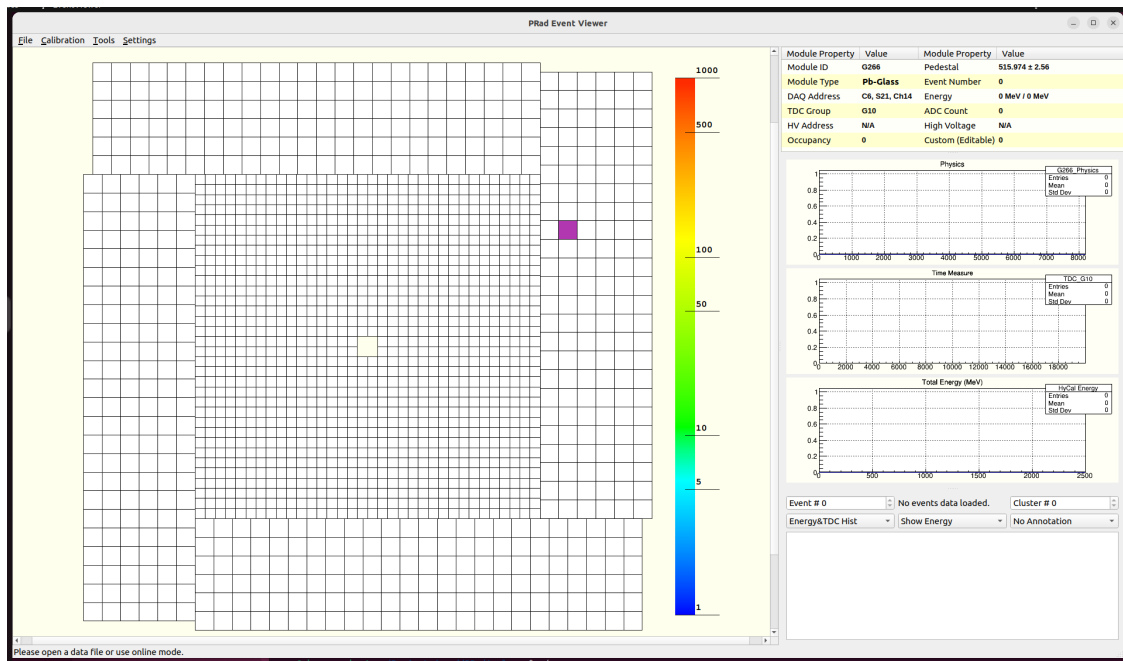 PRad Event Viewer
File Calibration Tools Settings
Module Property Value Module Property Value
Module ID G266 Pedestal 515.974 ± 2.56
Module Type Pb-Glass Event Number 0
DAQ Address C6, S21, Ch14 Energy 0 MeV / 0 MeV
TDC Group G10 ADC Count 0
HV Address N/A High Voltage N/A
Occupancy 0 Custom (Editable) 0
1000
500
100
50
10
5
1
Physics
G266_Physics
Entries 0
Mean 0
Std Dev 0
1
0.8
0.6
0.4
0.2
0
0 1000 2000 3000 4000 5000 6000 7000 8000
Time Measure
TDC_G10
Entries 0
Mean 0
Std Dev 0
1
0.8
0.6
0.4
0.2
0
0 2000 4000 6000 8000 10000 12000 14000 16000 18000
Total Energy (MeV)
HyCal Energy
Entries 0
Mean 0
Std Dev 0
1
0.8
0.6
0.4
0.2
0
0 500 1000 1500 2000 2500
Event # 0 No events data loaded. Cluster # 0
Energy&TDC Hist Show Energy No Annotation
Please open a data file or use online mode.